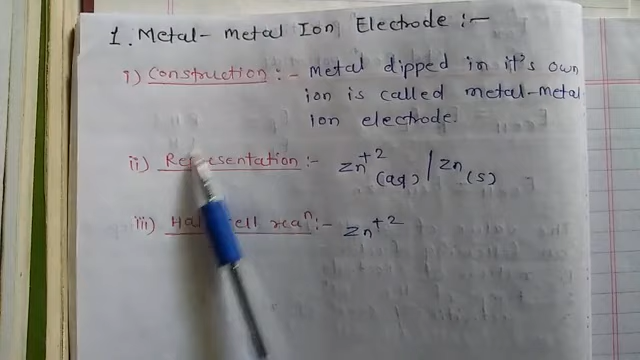 1. Metal- metal Ion Electrode :-
i) Construction :- Metal dipped in it's own
ion is called metal-metal
ion electrode.
ii) Representation :- Zn+2(aq) / Zn(s)
iii) Half cell reaⁿ :- Zn+2